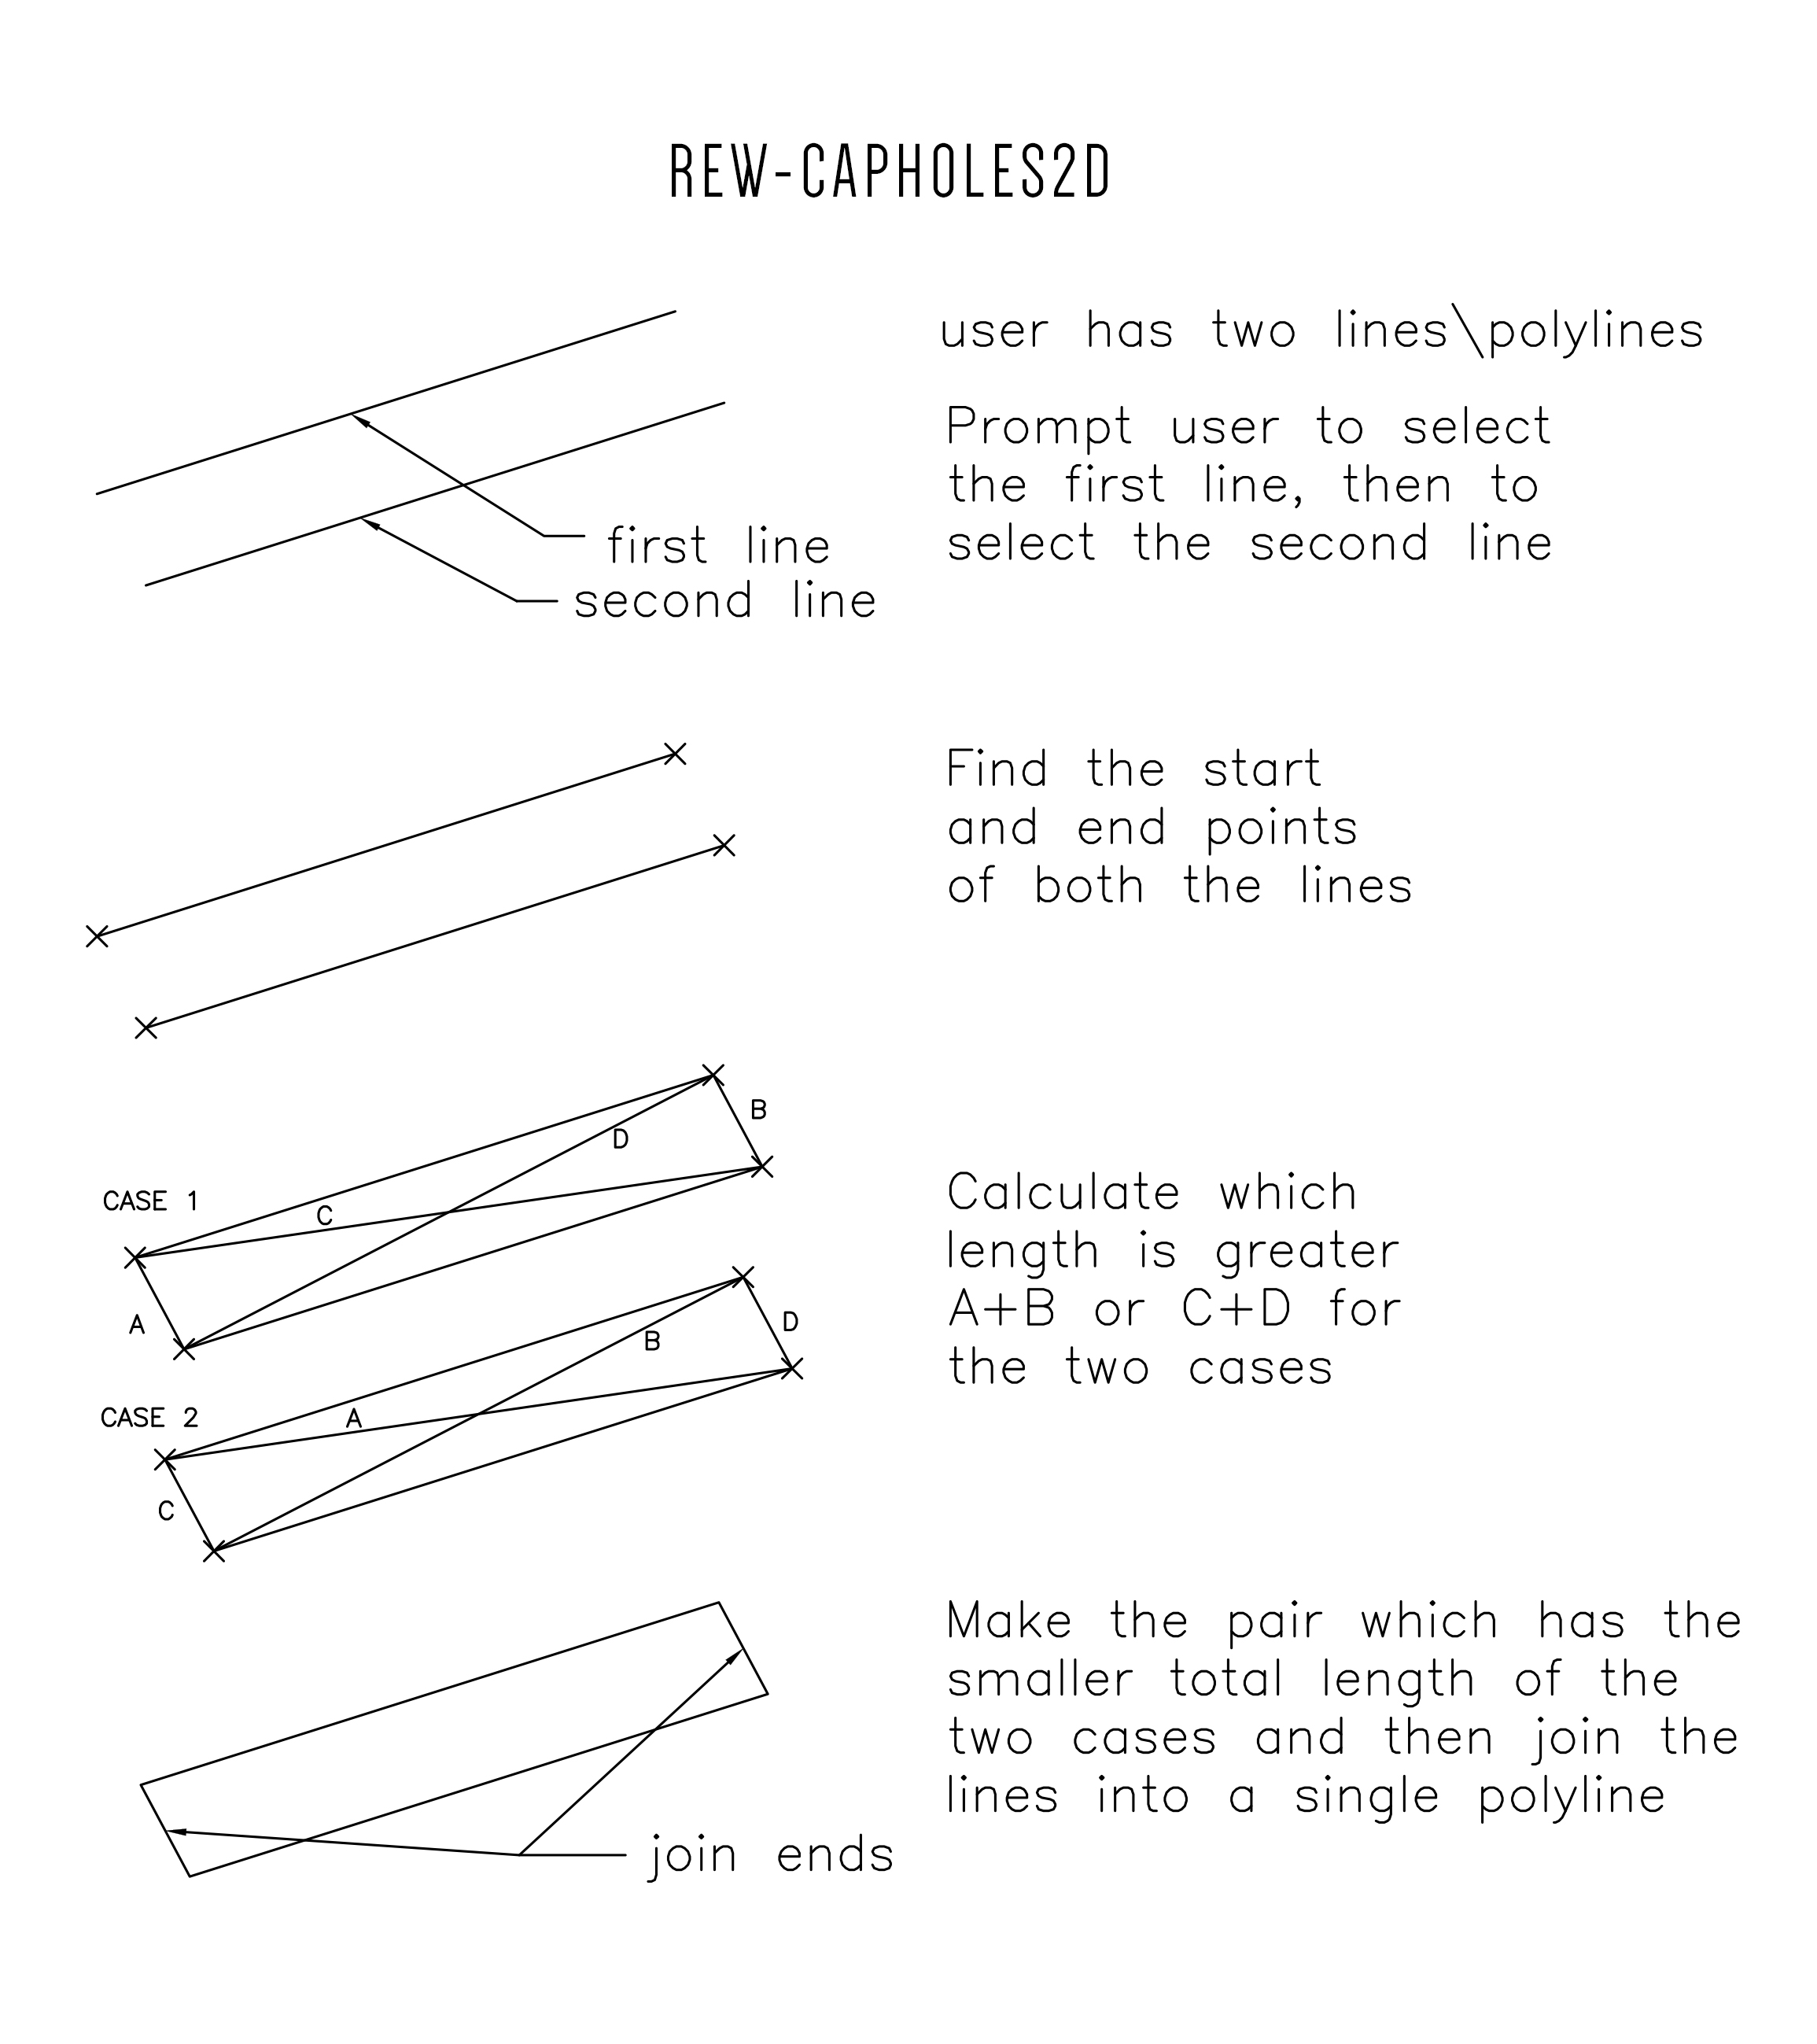 REW-CAPHOLES2D
user has two lines\polylines
Prompt user to select
the first line, then to
select the second line
first line
second line
Find the start
and end points
of both the lines
B
D
CASE 1
C
A
Calculate which
length is greater
A+B or C+D for
the two cases
D
B
CASE 2
A
C
Make the pair which has the
smaller total length of the
two cases and then join the
lines into a single polyline
join ends